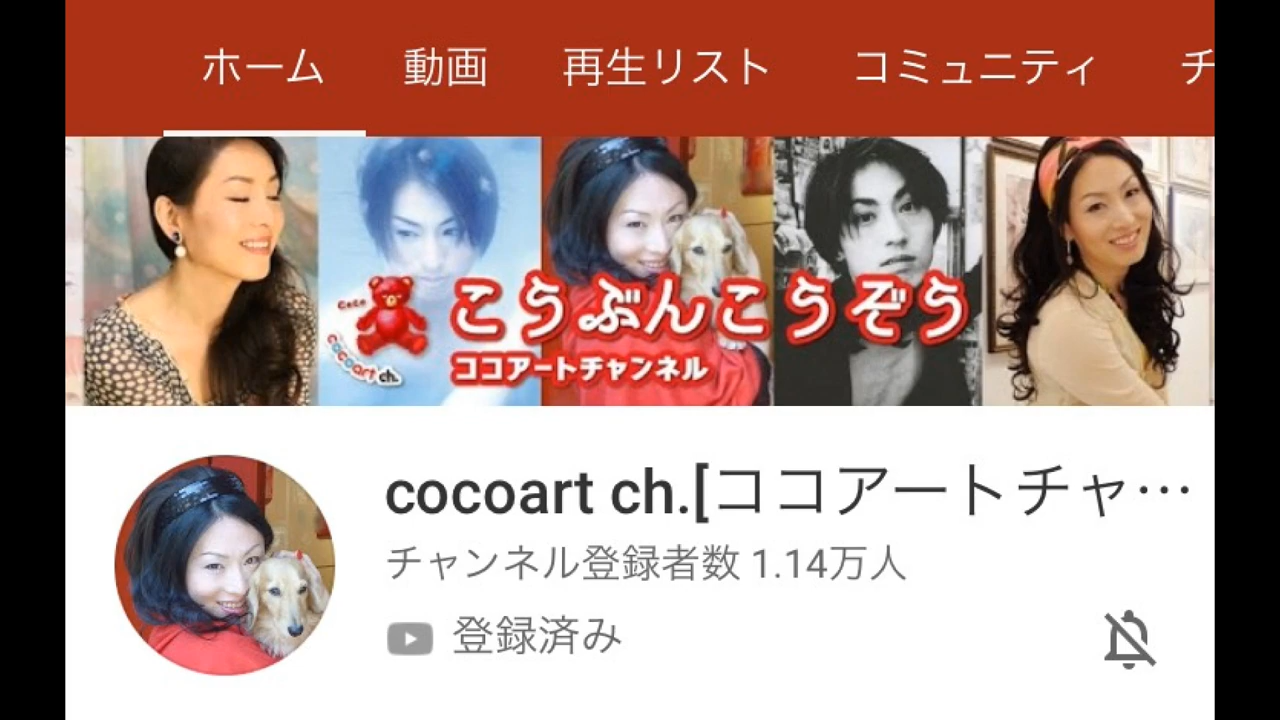 ホーム 動画 再生リスト コミュニティ チ
CoCo
こうぶんこうぞう
cocoart ch.
ココアートチャンネル
cocoart ch.[ココアートチャ…
チャンネル登録者数 1.14万人
登録済み